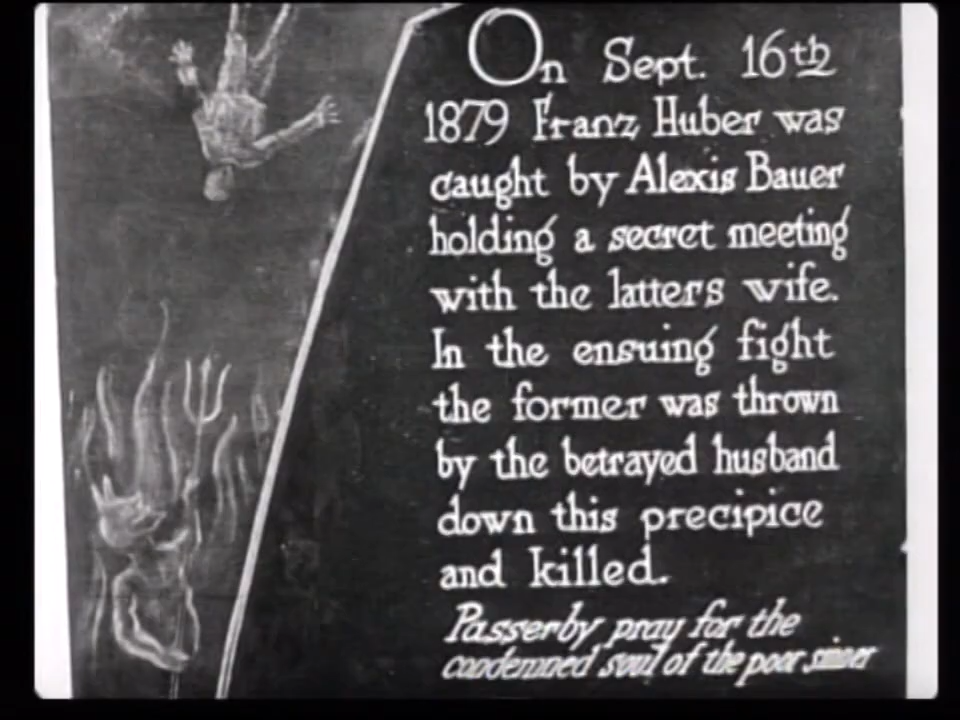 On Sept. 16th
1879 Franz Huber was
caught by Alexis Bauer
holding a secret meeting
with the latters wife.
In the ensuing fight
the former was thrown
by the betrayed husband
down this precipice
and killed.
Passerby pray for the
condemned soul of the poor sinner